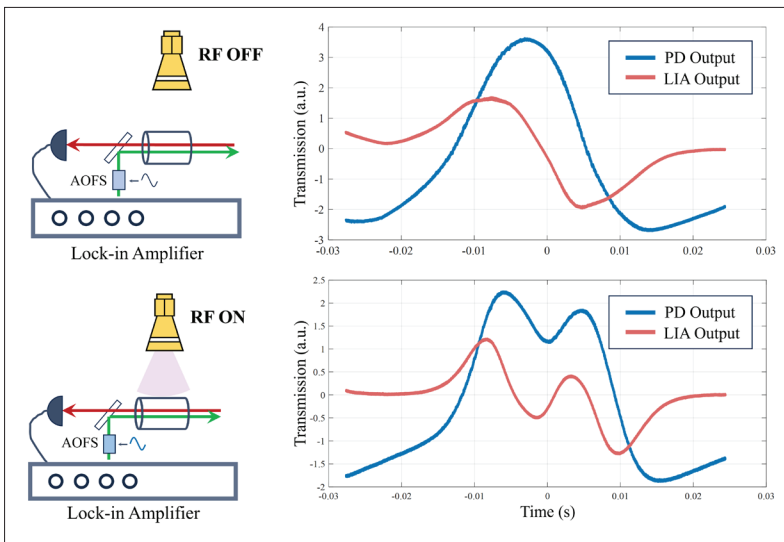 RF OFF
AOFS
Lock-in Amplifier
Transmission (a.u.)
4
3
2
1
0
-1
-2
-3
-0.03
-0.02
-0.01
0
0.01
0.02
0.03
PD Output
LIA Output
RF ON
AOFS
Lock-in Amplifier
Transmission (a.u.)
2.5
2
1.5
1
0.5
0
-0.5
-1
-1.5
-2
-0.03
-0.02
-0.01
0
0.01
0.02
0.03
Time (s)
PD Output
LIA Output